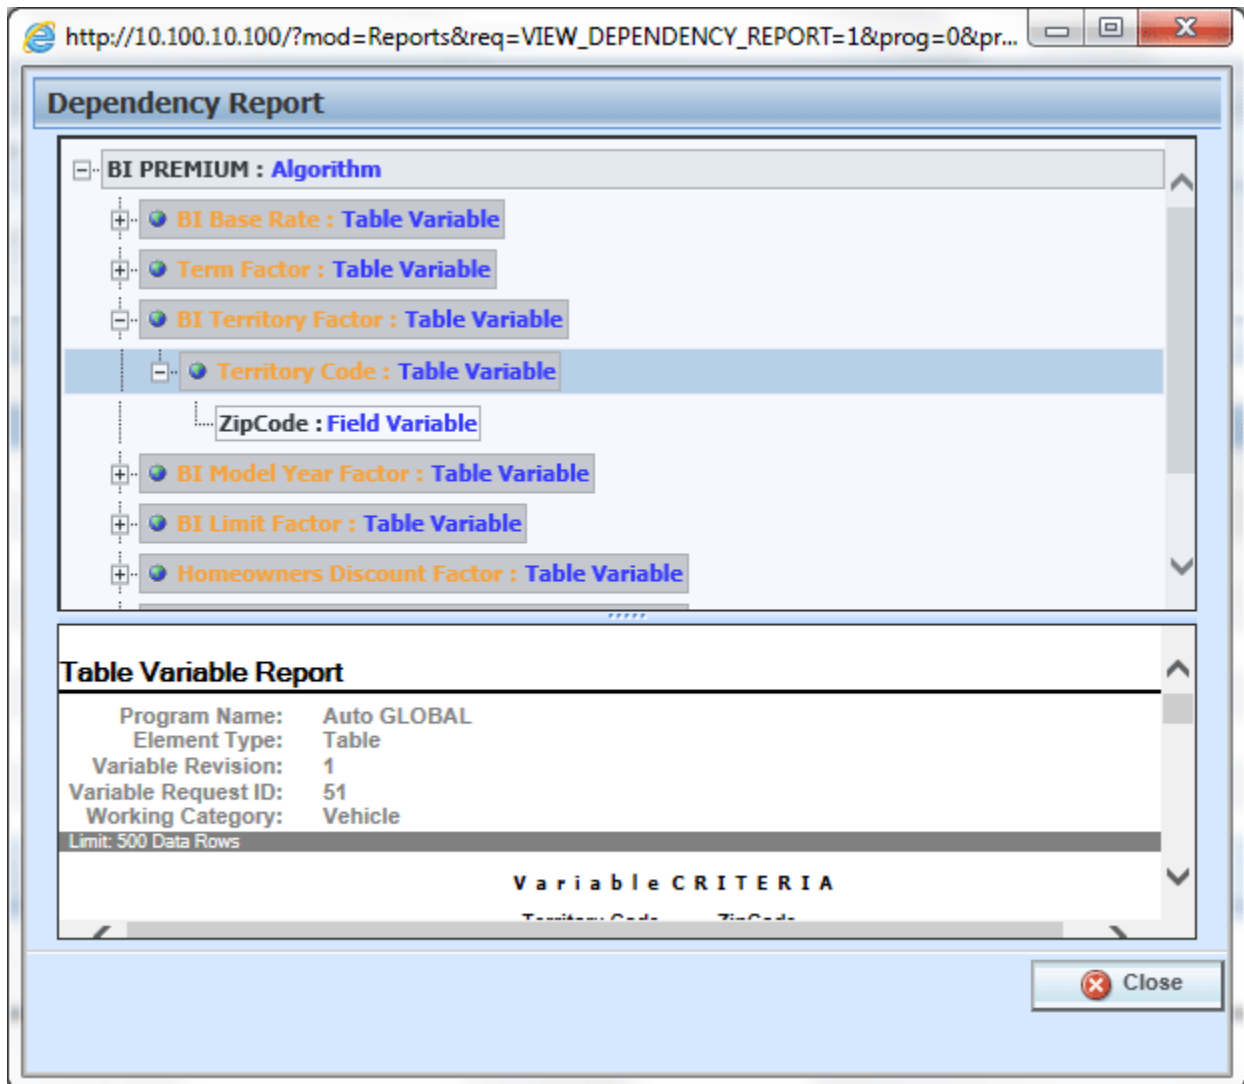 http://10.100.10.100/?mod=Reports&req=VIEW_DEPENDENCY_REPORT=1&prog=0&pr...
Dependency Report
BI PREMIUM : Algorithm
BI Base Rate : Table Variable
Term Factor : Table Variable
BI Territory Factor : Table Variable
Territory Code : Table Variable
ZipCode : Field Variable
BI Model Year Factor : Table Variable
BI Limit Factor : Table Variable
Homeowners Discount Factor : Table Variable
Table Variable Report
Program Name: Auto GLOBAL
Element Type: Table
Variable Revision: 1
Variable Request ID: 51
Working Category: Vehicle
Limit: 500 Data Rows
V a r i a b l e C R I T E R I A
Territory Code ZipCode
Close